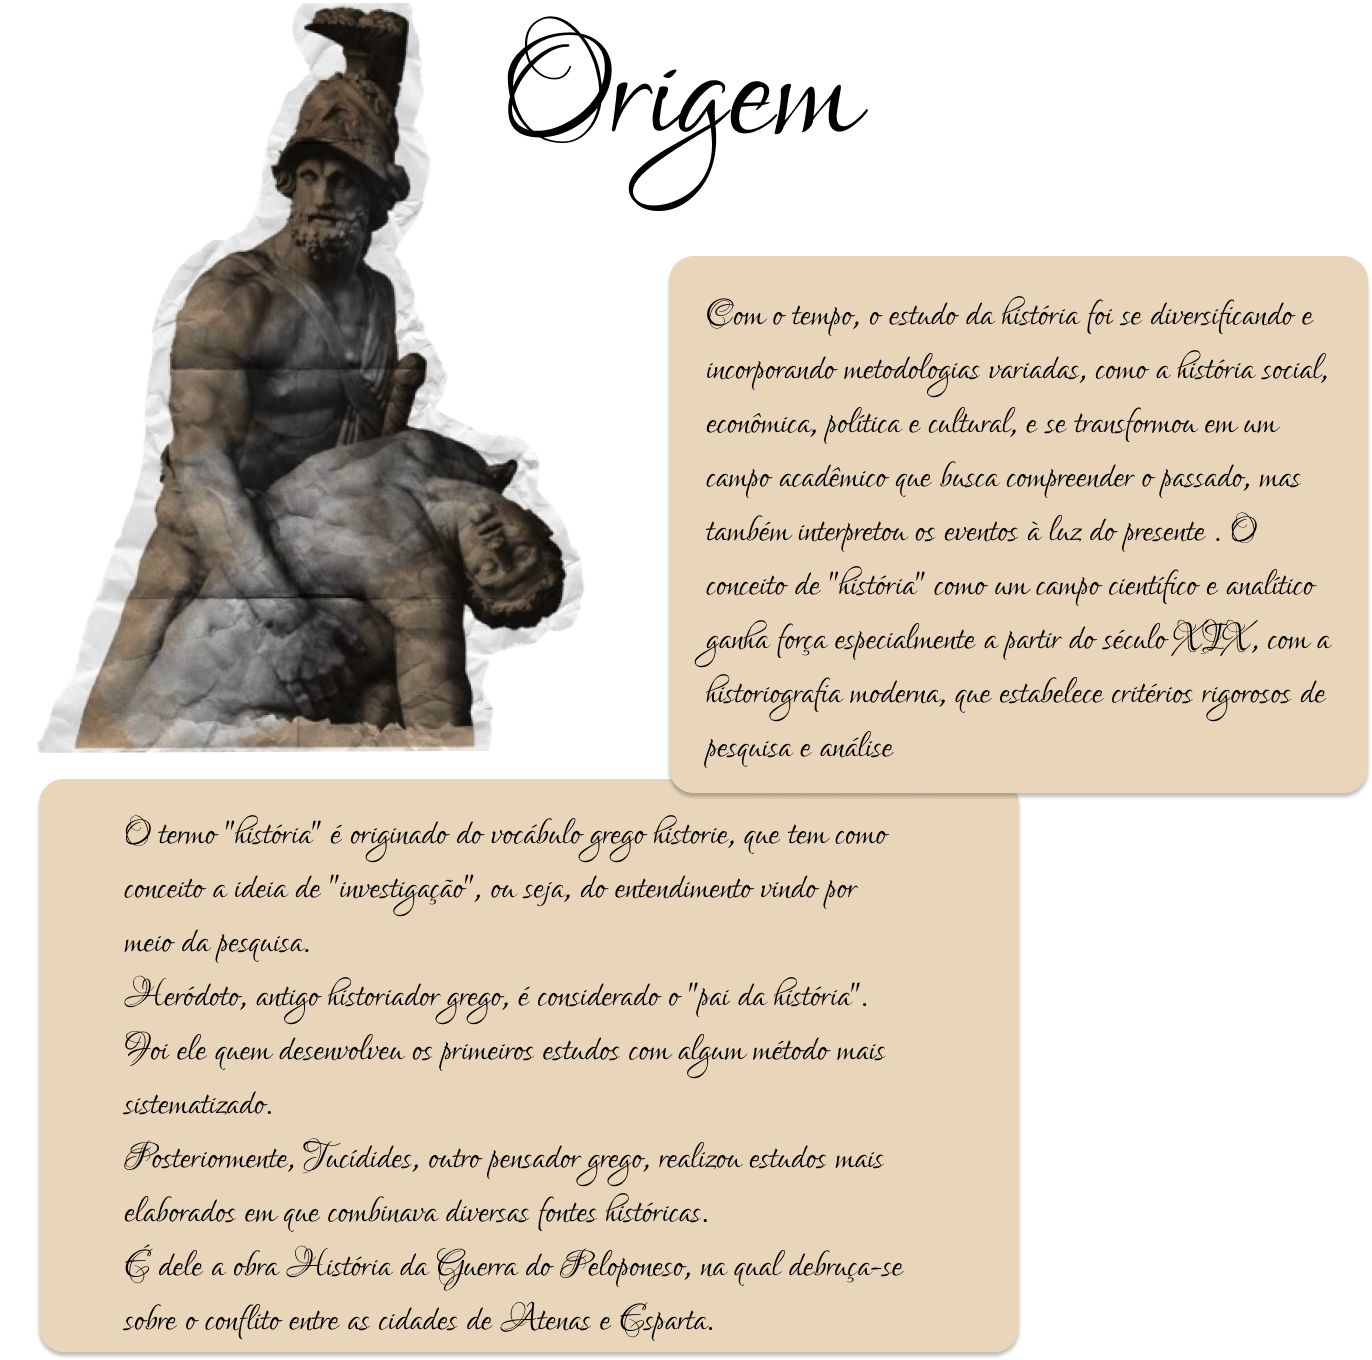 Origem
Com o tempo, o estudo da história foi se diversificando e
incorporando metodologias variadas, como a história social,
econômica, política e cultural, e se transformou em um
campo acadêmico que busca compreender o passado, mas
também interpretou os eventos à luz do presente . O
conceito de "história" como um campo científico e analítico
ganha força especialmente a partir do século XIX, com a
historiografia moderna, que estabelece critérios rigorosos de
pesquisa e análise
O termo "história" é originado do vocábulo grego historie, que tem como
conceito a ideia de "investigação", ou seja, do entendimento vindo por
meio da pesquisa.
Heródoto, antigo historiador grego, é considerado o "pai da história".
Foi ele quem desenvolveu os primeiros estudos com algum método mais
sistematizado.
Posteriormente, Tucídides, outro pensador grego, realizou estudos mais
elaborados em que combinava diversas fontes históricas.
É dele a obra História da Guerra do Peloponeso, na qual debruça-se
sobre o conflito entre as cidades de Atenas e Esparta.